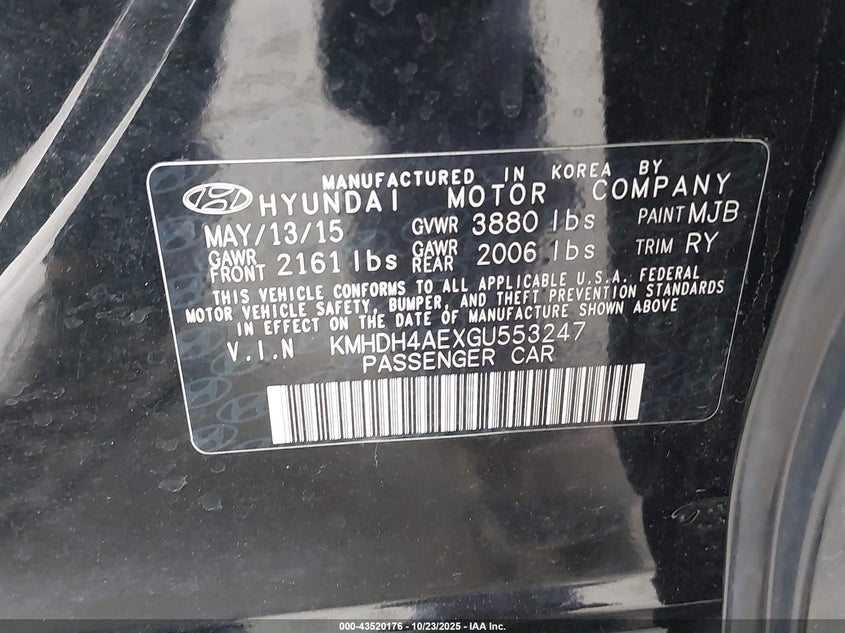 MANUFACTURED IN KOREA BY
HYUNDAI MOTOR COMPANY
MAY/13/15 GVWR 3880 lbs PAINT MJB
GAWR FRONT 2161 lbs GAWR REAR 2006 lbs TRIM RY
THIS VEHICLE CONFORMS TO ALL APPLICABLE U.S.A. FEDERAL
MOTOR VEHICLE SAFETY, BUMPER, AND THEFT PREVENTION STANDARDS
IN EFFECT ON THE DATE OF MANUFACTURE SHOWN ABOVE
V.I.N KMHDH4AEXGU553247
PASSENGER CAR
000-43520176 - 10/23/2025 - IAA Inc.